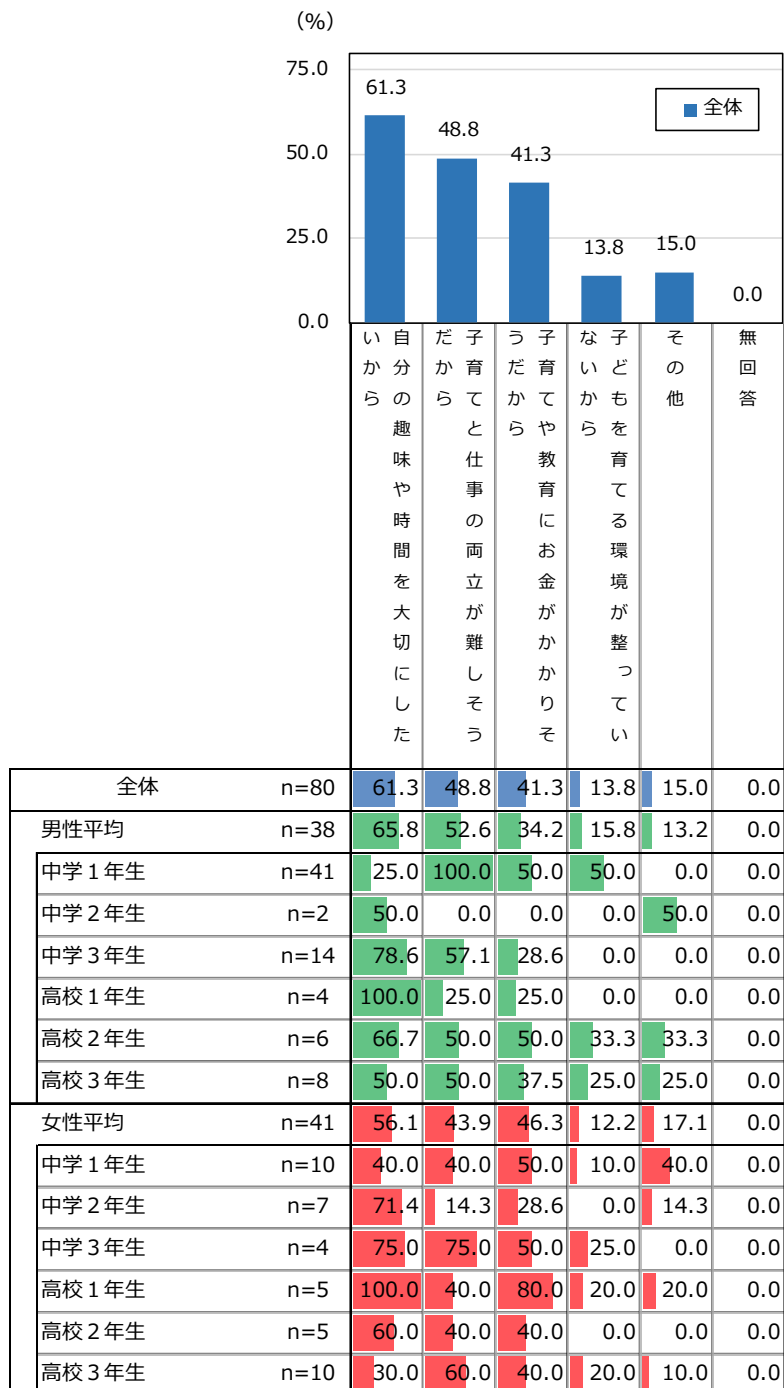 (%)
75.0
50.0
25.0
0.0
全体
61.3
48.8
41.3
13.8
15.0
0.0
自分の趣味や時間を大切にした
いから
子育てと仕事の両立が難しそう
だから
子育てや教育にお金がかかりそ
うだから
子どもを育てる環境が整ってい
ないから
その他
無回答
全体 n=80 61.3 48.8 41.3 13.8 15.0 0.0
男性平均 n=38 65.8 52.6 34.2 15.8 13.2 0.0
中学1年生 n=41 25.0 100.0 50.0 50.0 0.0 0.0
中学2年生 n=2 50.0 0.0 0.0 0.0 50.0 0.0
中学3年生 n=14 78.6 57.1 28.6 0.0 0.0 0.0
高校1年生 n=4 100.0 25.0 25.0 0.0 0.0 0.0
高校2年生 n=6 66.7 50.0 50.0 33.3 33.3 0.0
高校3年生 n=8 50.0 50.0 37.5 25.0 25.0 0.0
女性平均 n=41 56.1 43.9 46.3 12.2 17.1 0.0
中学1年生 n=10 40.0 40.0 50.0 10.0 40.0 0.0
中学2年生 n=7 71.4 14.3 28.6 0.0 14.3 0.0
中学3年生 n=4 75.0 75.0 50.0 25.0 0.0 0.0
高校1年生 n=5 100.0 40.0 80.0 20.0 20.0 0.0
高校2年生 n=5 60.0 40.0 40.0 0.0 0.0 0.0
高校3年生 n=10 30.0 60.0 40.0 20.0 10.0 0.0